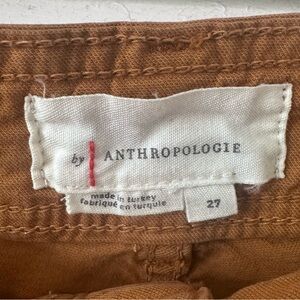 by ANTHROPOLOGIE
made in turkey
fabriqué en turquie
27